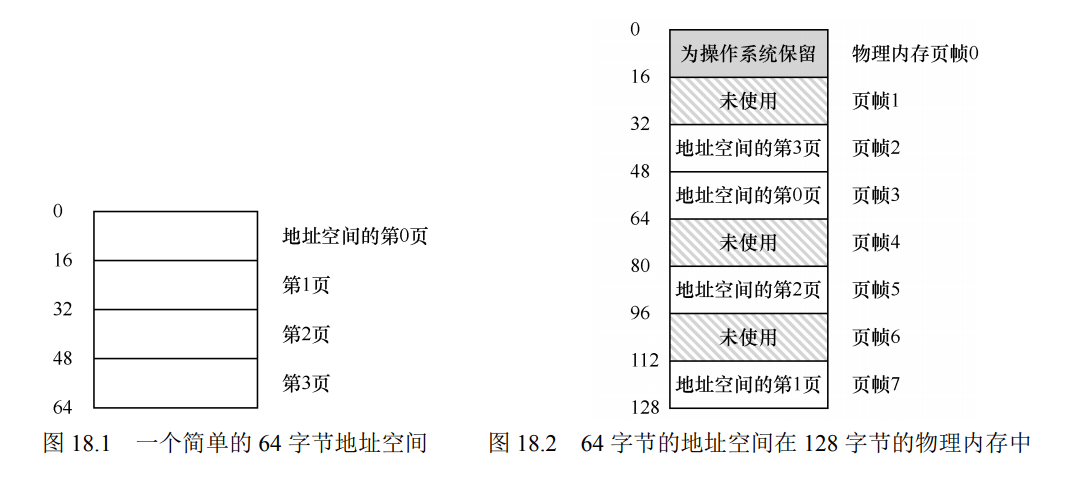 0
地址空间的第0页
16
第1页
32
第2页
48
第3页
64
图 18.1 一个简单的 64 字节地址空间
0
为操作系统保留 物理内存页帧0
16
未使用 页帧1
32
地址空间的第3页 页帧2
48
地址空间的第0页 页帧3
64
未使用 页帧4
80
地址空间的第2页 页帧5
96
未使用 页帧6
112
地址空间的第1页 页帧7
128
图 18.2 64 字节的地址空间在 128 字节的物理内存中